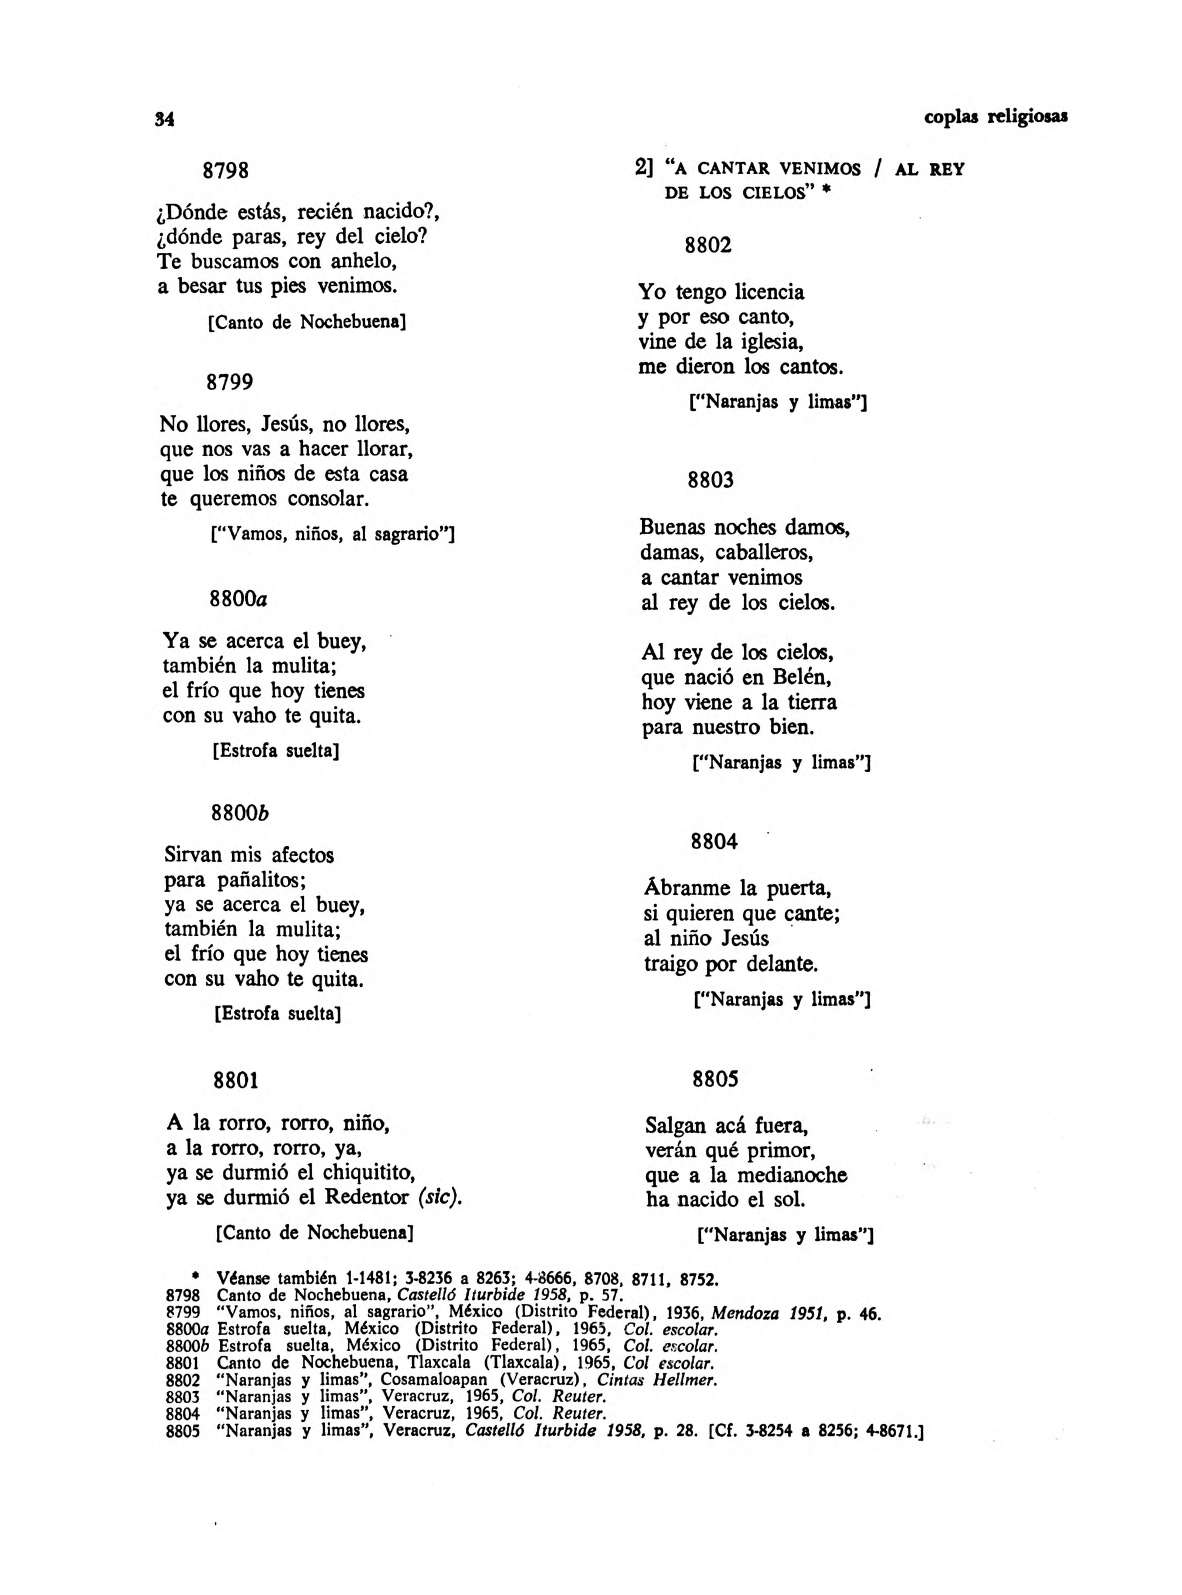 34
coplas religiosas
8798
¿Dónde estás, recién nacido?,
¿dónde paras, rey del cielo?
Te buscamos con anhelo,
a besar tus pies venimos.
[Canto de Nochebuena]
8799
No llores, Jesús, no llores,
que nos vas a hacer llorar,
que los niños de esta casa
te queremos consolar.
["Vamos, niños, al sagrario"]
8800a
Ya se acerca el buey,
también la mulita;
el frío que hoy tienes
con su vaho te quita.
[Estrofa suelta]
8800b
Sirvan mis afectos
para pañalitos;
ya se acerca el buey,
también la mulita;
el frío que hoy tienes
con su vaho te quita.
[Estrofa suelta]
8801
A la rorro, rorro, niño,
a la rorro, rorro, ya,
ya se durmió el chiquitito,
ya se durmió el Redentor (sic).
[Canto de Nochebuena]
2] "A CANTAR VENIMOS / AL REY
DE LOS CIELOS" *
8802
Yo tengo licencia
y por eso canto,
vine de la iglesia,
me dieron los cantos.
["Naranjas y limas"]
8803
Buenas noches damos,
damas, caballeros,
a cantar venimos
al rey de los cielos.
Al rey de los cielos,
que nació en Belén,
hoy viene a la tierra
para nuestro bien.
["Naranjas y limas"]
8804
Ábranme la puerta,
si quieren que cante;
al niño Jesús
traigo por delante.
["Naranjas y limas"]
8805
Salgan acá fuera,
verán qué primor,
que a la medianoche
ha nacido el sol.
["Naranjas y limas"]
* Véanse también 1-1481; 3-8236 a 8263; 4-8666, 8708, 8711, 8752.
8798 Canto de Nochebuena, Castelló Iturbide 1958, p. 57.
8799 "Vamos, niños, al sagrario", México (Distrito Federal), 1936, Mendoza 1951, p. 46.
8800a Estrofa suelta, México (Distrito Federal), 1965, Col. escolar.
8800b Estrofa suelta, México (Distrito Federal), 1965, Col. escolar.
8801 Canto de Nochebuena, Tlaxcala (Tlaxcala), 1965, Col escolar.
8802 "Naranjas y limas", Cosamaloapan (Veracruz), Cintas Hellmer.
8803 "Naranjas y limas", Veracruz, 1965, Col. Reuter.
8804 "Naranjas y limas", Veracruz, 1965, Col. Reuter.
8805 "Naranjas y limas", Veracruz, Castelló Iturbide 1958, p. 28. [Cf. 3-8254 a 8256; 4-8671.]